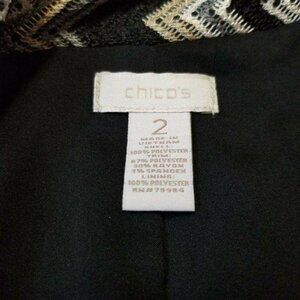 chico's
2
MADE IN
VIETNAM
SHELL:
100% POLYESTER
TRIM:
67% POLYESTER
30% RAYON
3% SPANDEX
LINING:
100% POLYESTER
RN# 79984